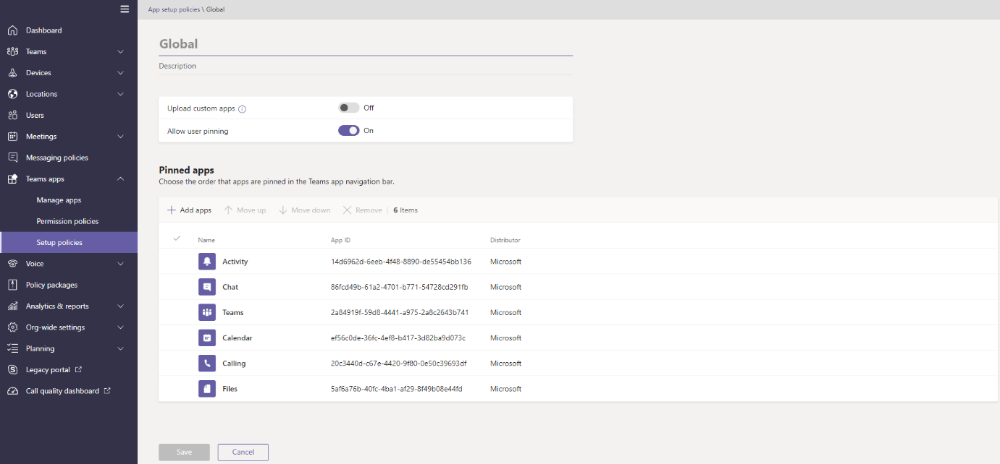 App setup policies \ Global
Dashboard
Teams
Devices
Locations
Users
Meetings
Messaging policies
Teams apps
Manage apps
Permission policies
Setup policies
Voice
Policy packages
Analytics & reports
Org-wide settings
Planning
Legacy portal
Call quality dashboard
Global
Description
Upload custom apps Off
Allow user pinning On
Pinned apps
Choose the order that apps are pinned in the Teams app navigation bar.
Add apps Move up Move down Remove | 6 Items
Name App ID Distributor
Activity 14d6962d-6eeb-4f48-8890-de55454bb136 Microsoft
Chat 86fcd49b-61a2-4701-b771-54728cd291fb Microsoft
Teams 2a84919f-59d8-4441-a975-2a8c2643b741 Microsoft
Calendar ef56c0de-36fc-4ef8-b417-3d82ba9d073c Microsoft
Calling 20c3440d-c67e-4420-9f80-0e50c39693df Microsoft
Files 5af6a76b-40fc-4ba1-af29-8f49b08e44fd Microsoft
Save Cancel